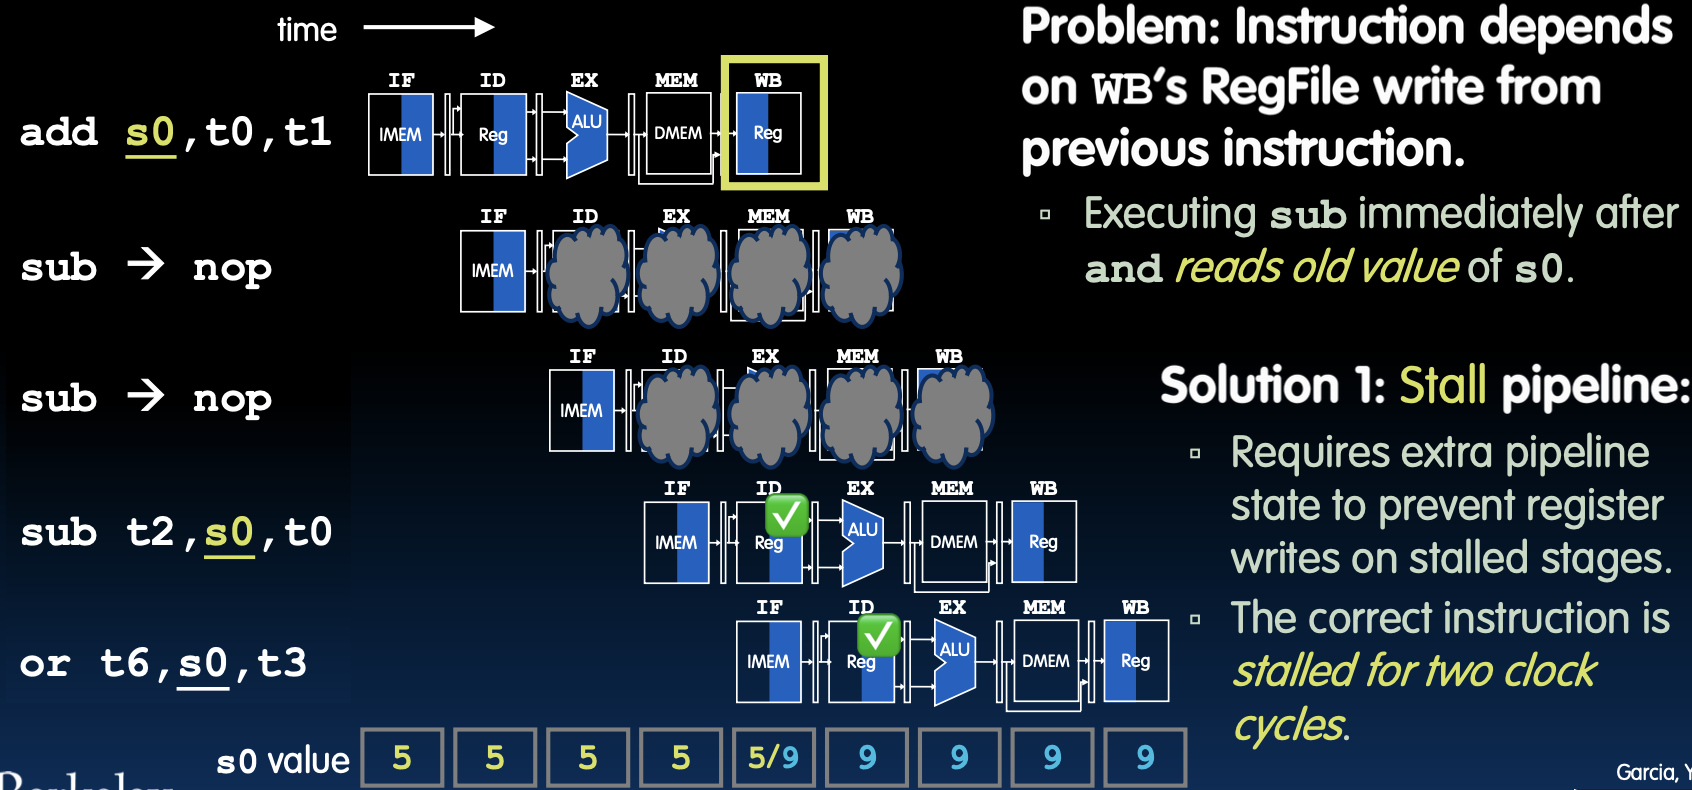 time
IF ID EX MEM WB
add s0,t0,t1
IMEM Reg ALU DMEM Reg
IF ID EX MEM WB
sub → nop
IMEM
IF ID EX MEM WB
sub → nop
IMEM
IF ID EX MEM WB
sub t2,s0,t0
IMEM Reg ALU DMEM Reg
IF ID EX MEM WB
or t6,s0,t3
IMEM Reg ALU DMEM Reg
s0 value 5 5 5 5 5/9 9 9 9 9
Problem: Instruction depends
on WB’s RegFile write from
previous instruction.
▫ Executing sub immediately after
and reads old value of s0.
Solution 1: Stall pipeline:
▫ Requires extra pipeline
state to prevent register
writes on stalled stages.
▫ The correct instruction is
stalled for two clock
cycles.
Garcia,